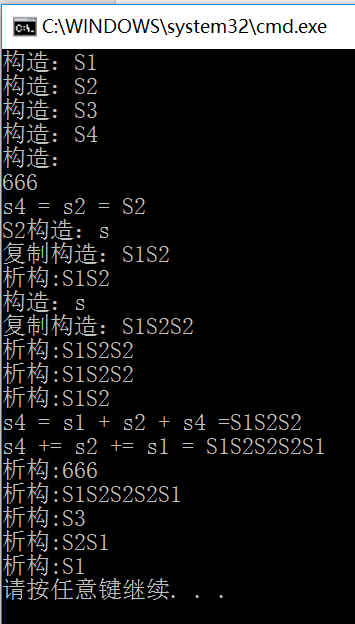 C:\WINDOWS\system32\cmd.exe
构造：S1
构造：S2
构造：S3
构造：S4
构造：
666
s4 = s2 = S2
S2构造：s
复制构造：S1S2
析构:S1S2
构造：s
复制构造：S1S2S2
析构:S1S2S2
析构:S1S2S2
析构:S1S2
s4 = s1 + s2 + s4 =S1S2S2
s4 += s2 += s1 = S1S2S2S2S1
析构:666
析构:S1S2S2S2S1
析构:S3
析构:S2S1
析构:S1
请按任意键继续. . .